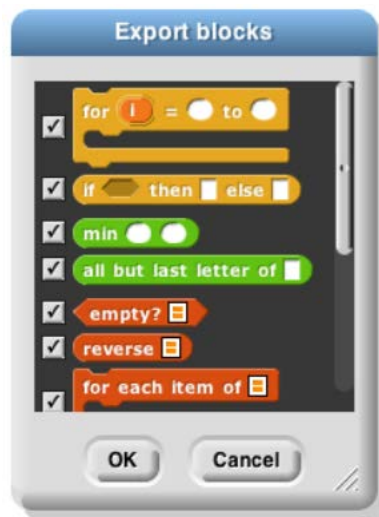 Export blocks
for i = to
if then else
min
all but last letter of
empty?
reverse
for each item of
OK Cancel